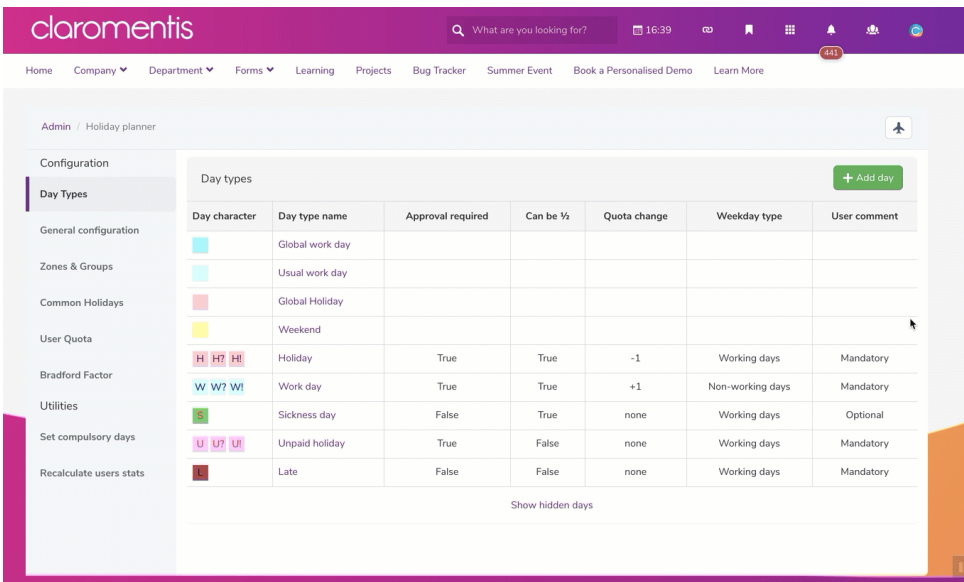 claromentis
What are you looking for?
16:39
441
Home Company Department Forms Learning Projects Bug Tracker Summer Event Book a Personalised Demo Learn More
Admin / Holiday planner
Configuration
Day Types
General configuration
Zones & Groups
Common Holidays
User Quota
Bradford Factor
Utilities
Set compulsory days
Recalculate users stats
Day types
+ Add day
Day character Day type name Approval required Can be ½ Quota change Weekday type User comment
Global work day
Usual work day
Global Holiday
Weekend
H H? H! Holiday True True -1 Working days Mandatory
W W? W! Work day True True +1 Non-working days Mandatory
S Sickness day False True none Working days Optional
U U? U! Unpaid holiday True False none Working days Mandatory
L Late False False none Working days Mandatory
Show hidden days